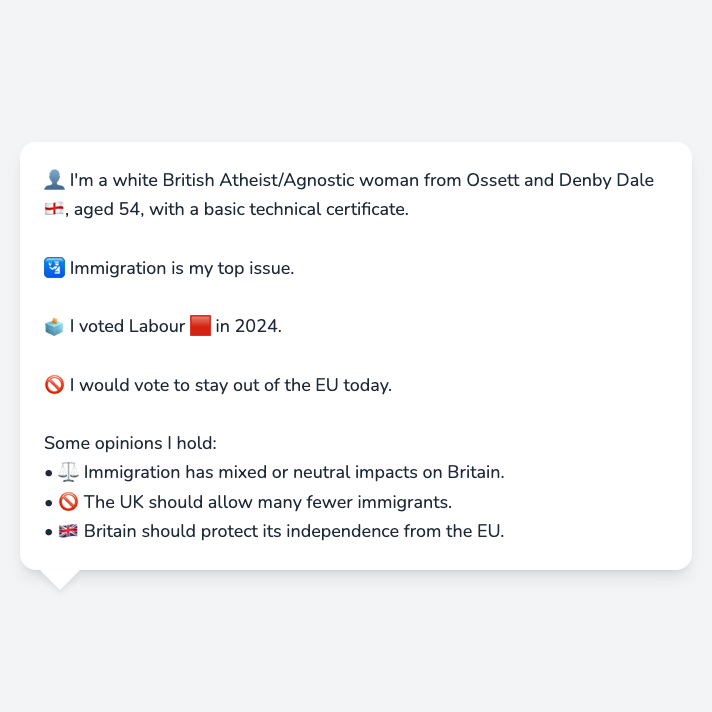 👤 I'm a white British Atheist/Agnostic woman from Ossett and Denby Dale
🏴󠁧󠁢󠁥󠁮󠁧󠁿, aged 54, with a basic technical certificate.
🛂 Immigration is my top issue.
🗳️ I voted Labour 🟥 in 2024.
🚫 I would vote to stay out of the EU today.
Some opinions I hold:
• ⚖️ Immigration has mixed or neutral impacts on Britain.
• 🚫 The UK should allow many fewer immigrants.
• 🇬🇧 Britain should protect its independence from the EU.